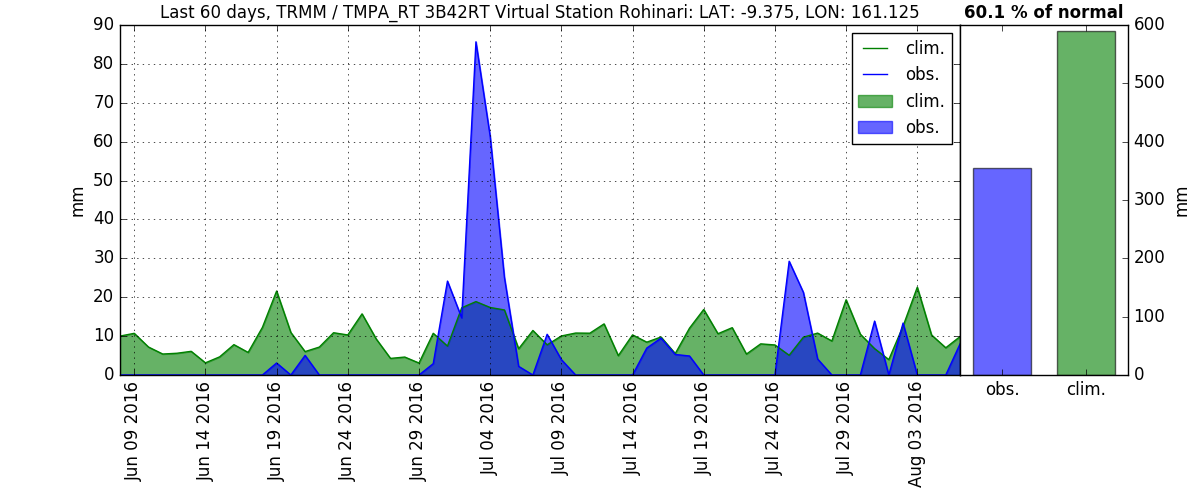 Last 60 days, TRMM / TMPA_RT 3B42RT Virtual Station Rohinari: LAT: -9.375, LON: 161.125
60.1 % of normal
90
80
70
60
50
40
30
20
10
0
mm
clim.
obs.
clim.
obs.
Jun 09 2016
Jun 14 2016
Jun 19 2016
Jun 24 2016
Jun 29 2016
Jul 04 2016
Jul 09 2016
Jul 14 2016
Jul 19 2016
Jul 24 2016
Jul 29 2016
Aug 03 2016
600
500
400
300
200
100
0
mm
obs.
clim.